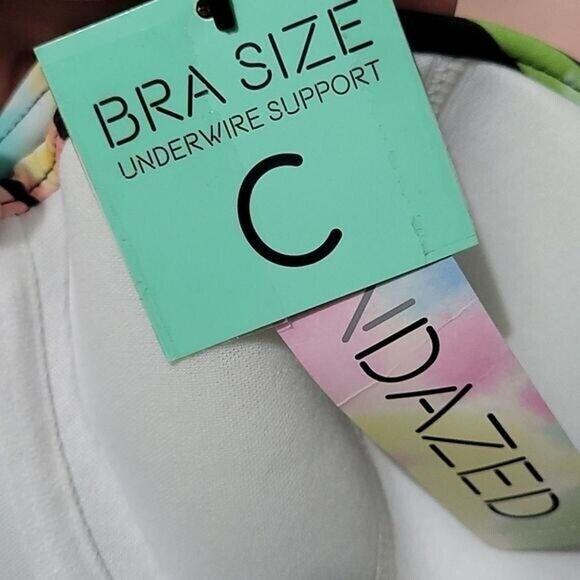 BRA SIZE
UNDERWIRE SUPPORT
C
NDAZED